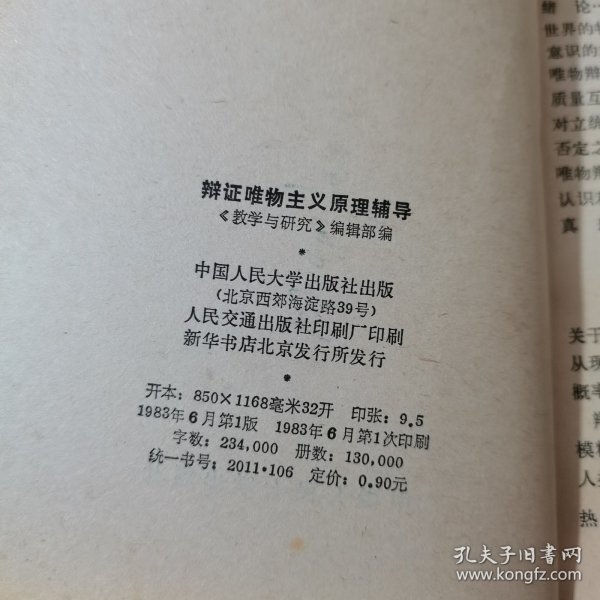 辩证唯物主义原理辅导
《教学与研究》编辑部编
*
中国人民大学出版社出版
(北京西郊海淀路39号)
人民交通出版社印刷厂印刷
新华书店北京发行所发行
*
开本：850×1168毫米32开 印张：9.5
1983年6月第1版 1983年6月第1次印刷
字数：234,000 册数：130,000
统一书号：2011·106 定价：0.90元
绪 论…
世界的
意识的
唯物辩
质量互
对立统
否定之
唯物辩
认识
真
关于
从现
概率
模糊
人
热
孔夫子旧书网
www.kongfz.com